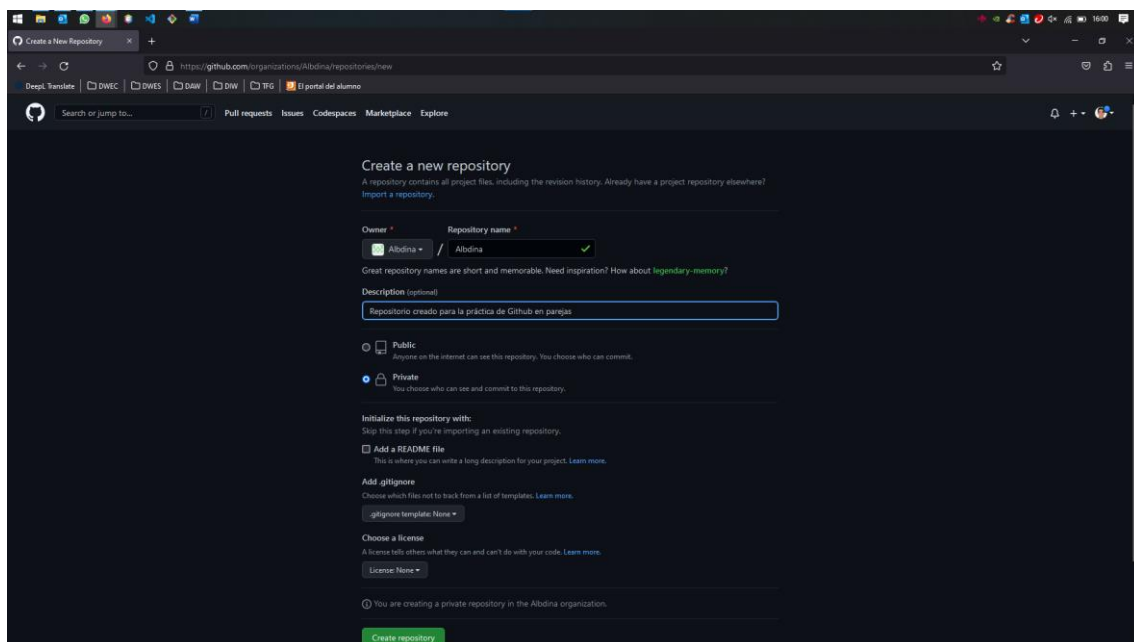 16:00
Create a New Repository
https://github.com/organizations/Albdina/repositories/new
DeepL Translate DWEC DWES DAW DIW TFG El portal del alumno
Search or jump to... / Pull requests Issues Codespaces Marketplace Explore
Create a new repository
A repository contains all project files, including the revision history. Already have a project repository elsewhere?
Import a repository.
Owner * Repository name *
Albdina / Albdina
Great repository names are short and memorable. Need inspiration? How about legendary-memory?
Description (optional)
Repositorio creado para la práctica de Github en parejas
Public
Anyone on the internet can see this repository. You choose who can commit.
Private
You choose who can see and commit to this repository.
Initialize this repository with:
Skip this step if you're importing an existing repository.
Add a README file
This is where you can write a long description for your project. Learn more.
Add .gitignore
Choose which files not to track from a list of templates. Learn more.
.gitignore template: None
Choose a license
A license tells others what they can and can't do with your code. Learn more.
License: None
You are creating a private repository in the Albdina organization.
Create repository